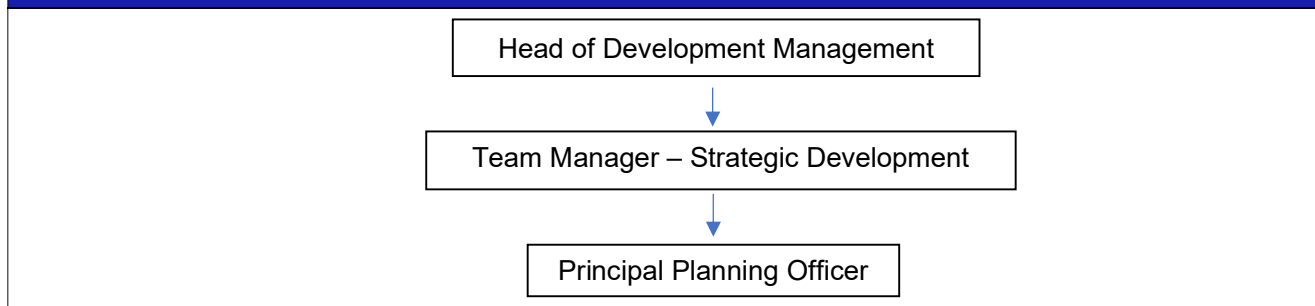 Head of Development Management
Team Manager – Strategic Development
Principal Planning Officer